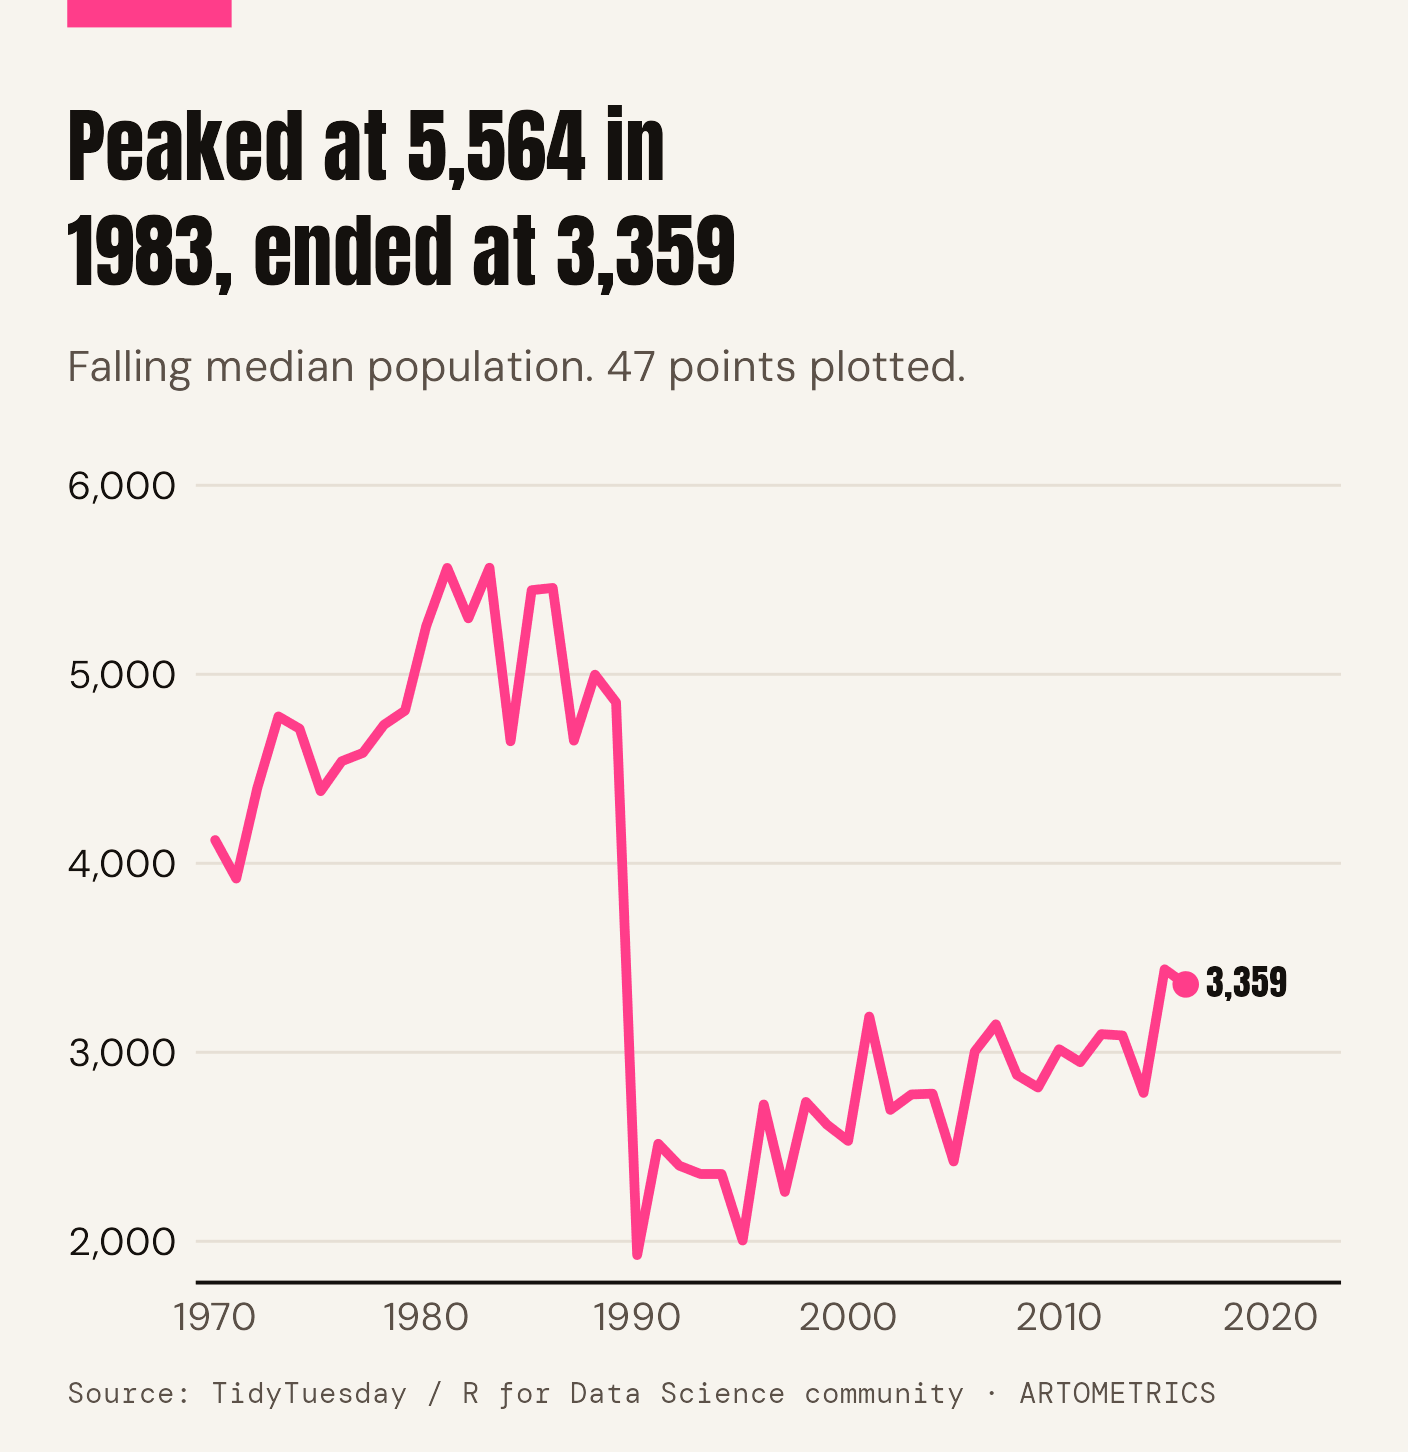 Peaked at 5,564 in
1983, ended at 3,359
Falling median population. 47 points plotted.
6,000
5,000
4,000
3,000
2,000
3,359
1970 1980 1990 2000 2010 2020
Source: TidyTuesday / R for Data Science community · ARTOMETRICS